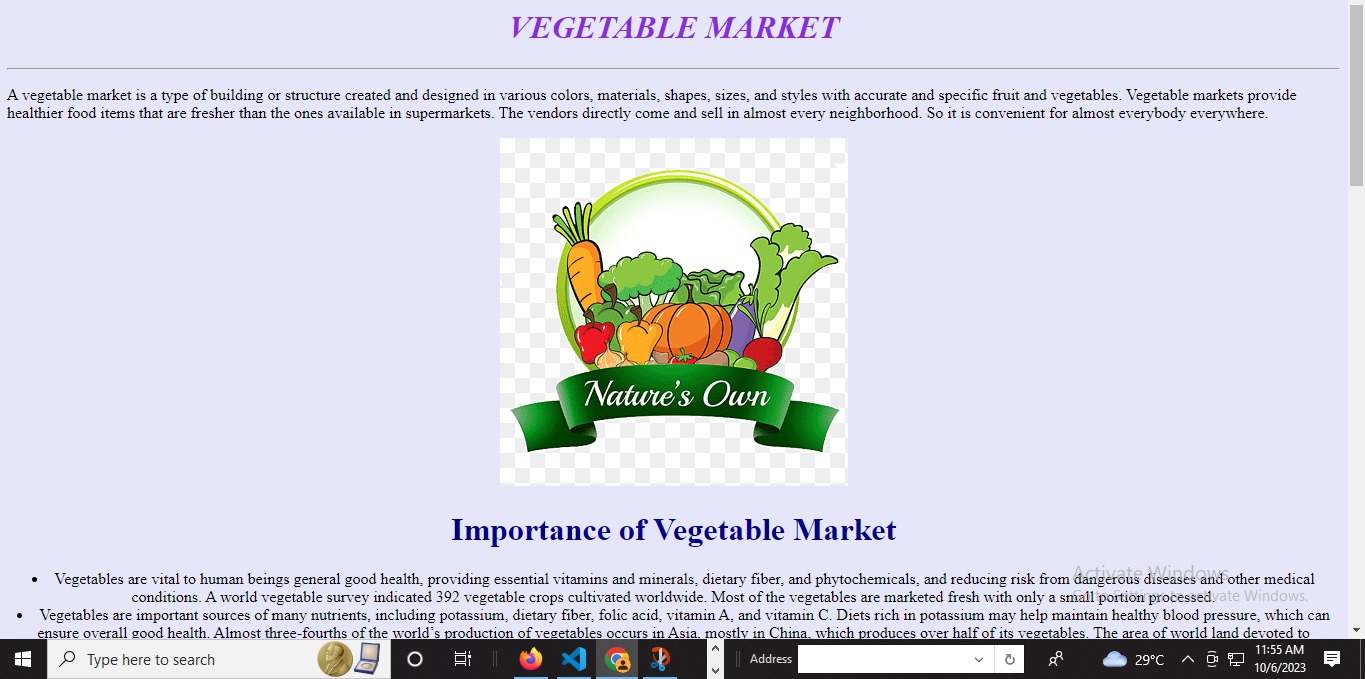 VEGETABLE MARKET
A vegetable market is a type of building or structure created and designed in various colors, materials, shapes, sizes, and styles with accurate and specific fruit and vegetables. Vegetable markets provide
healthier food items that are fresher than the ones available in supermarkets. The vendors directly come and sell in almost every neighborhood. So it is convenient for almost everybody everywhere.
Nature's Own
Importance of Vegetable Market
• Vegetables are vital to human beings general good health, providing essential vitamins and minerals, dietary fiber, and phytochemicals, and reducing risk from dangerous diseases and other medical
conditions. A world vegetable survey indicated 392 vegetable crops cultivated worldwide. Most of the vegetables are marketed fresh with only a small portion processed.
• Vegetables are important sources of many nutrients, including potassium, dietary fiber, folic acid, vitamin A, and vitamin C. Diets rich in potassium may help maintain healthy blood pressure, which can
ensure overall good health. Almost three-fourths of the world's production of vegetables occurs in Asia, mostly in China, which produces over half of its vegetables. The area of world land devoted to
Activate Windows
Go to Settings to activate Windows.
Type here to search
Address
29°C
11:55 AM
10/6/2023